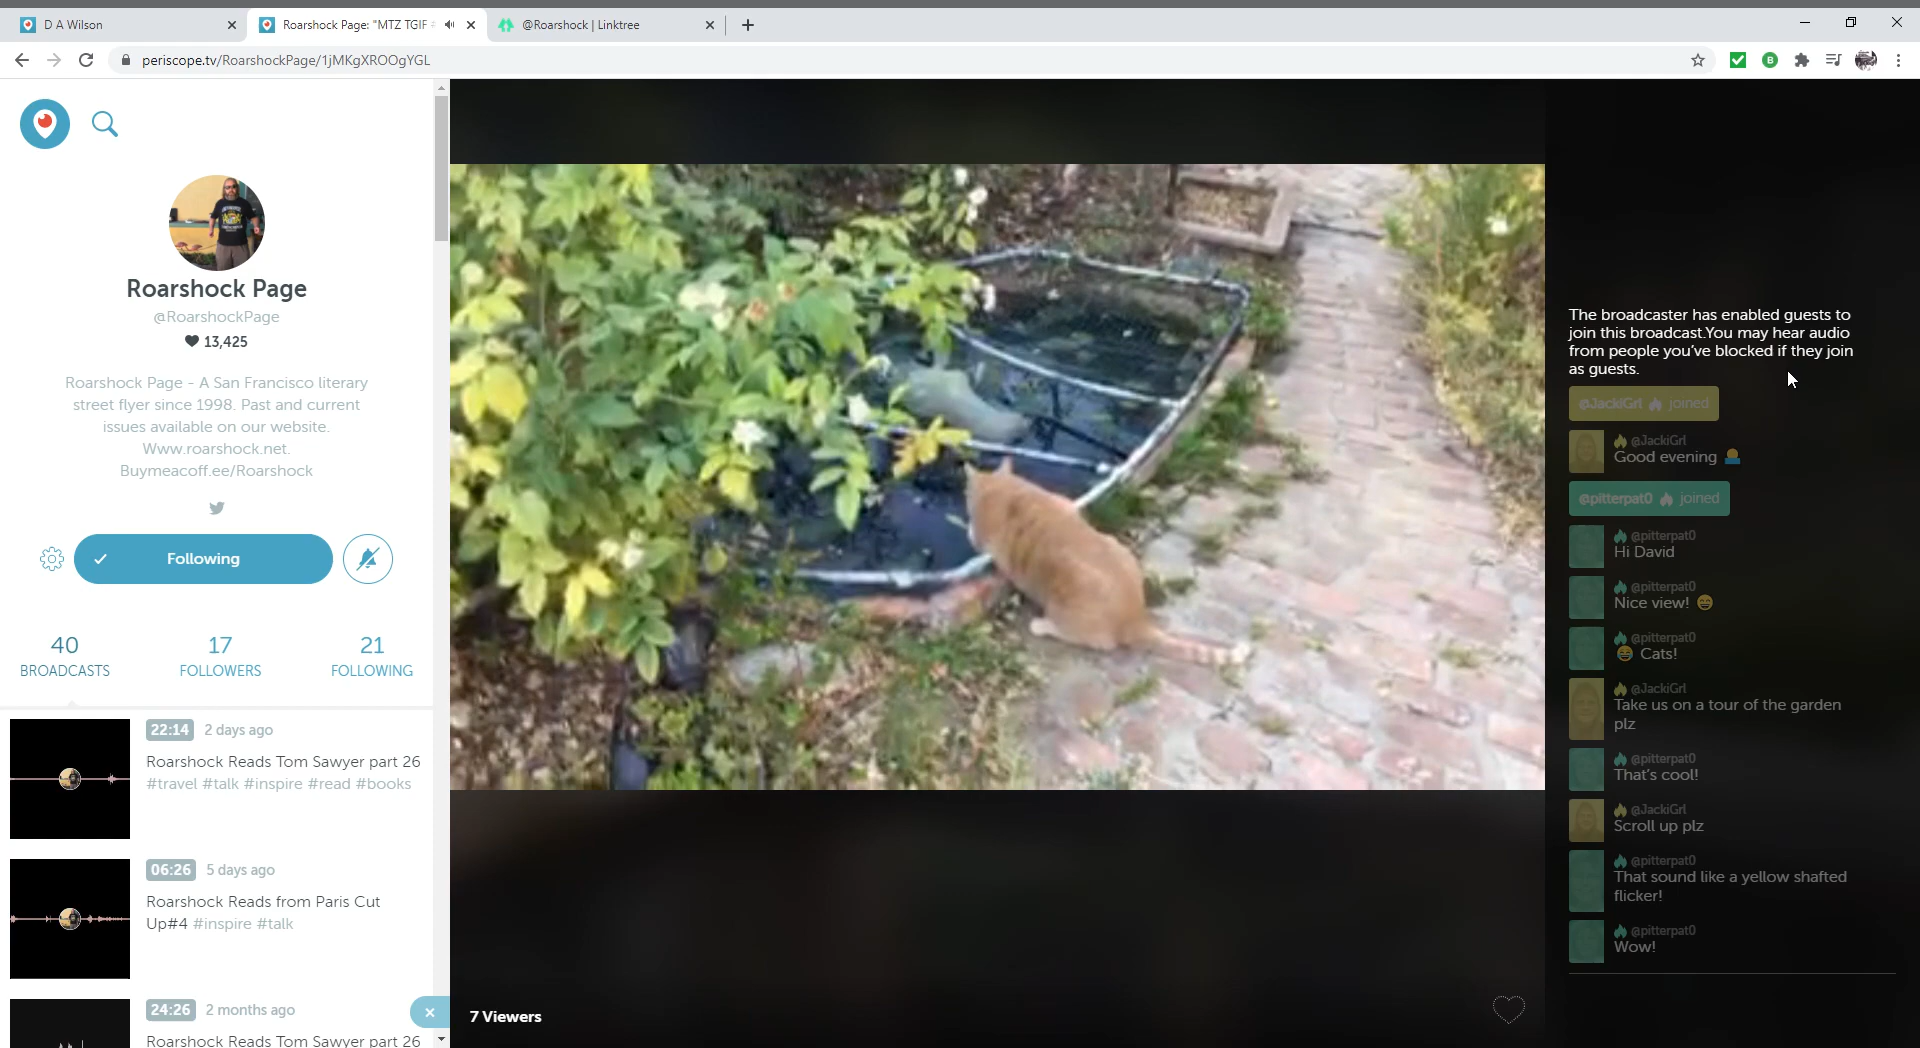 D A Wilson
Roarshock Page: "MTZ TGIF
@Roarshock | Linktree
periscope.tv/RoarshockPage/1jMKgXROOgYGL
B
Roarshock Page
@RoarshockPage
13,425
Roarshock Page - A San Francisco literary
street flyer since 1998. Past and current
issues available on our website.
Www.roarshock.net.
Buymeacoff.ee/Roarshock
Following
40
BROADCASTS
17
FOLLOWERS
21
FOLLOWING
22:14 2 days ago
Roarshock Reads Tom Sawyer part 26
#travel #talk #inspire #read #books
06:26 5 days ago
Roarshock Reads from Paris Cut
Up#4 #inspire #talk
24:26 2 months ago
Roarshock Reads Tom Sawyer part 26
7 Viewers
The broadcaster has enabled guests to
join this broadcast.You may hear audio
from people you've blocked if they join
as guests.
@JackiGrl joined
@JackiGrl
Good evening
@pitterpat0 joined
@pitterpat0
Hi David
@pitterpat0
Nice view!
@pitterpat0
Cats!
@JackiGrl
Take us on a tour of the garden
plz
@pitterpat0
That's cool!
@JackiGrl
Scroll up plz
@pitterpat0
That sound like a yellow shafted
flicker!
@pitterpat0
Wow!